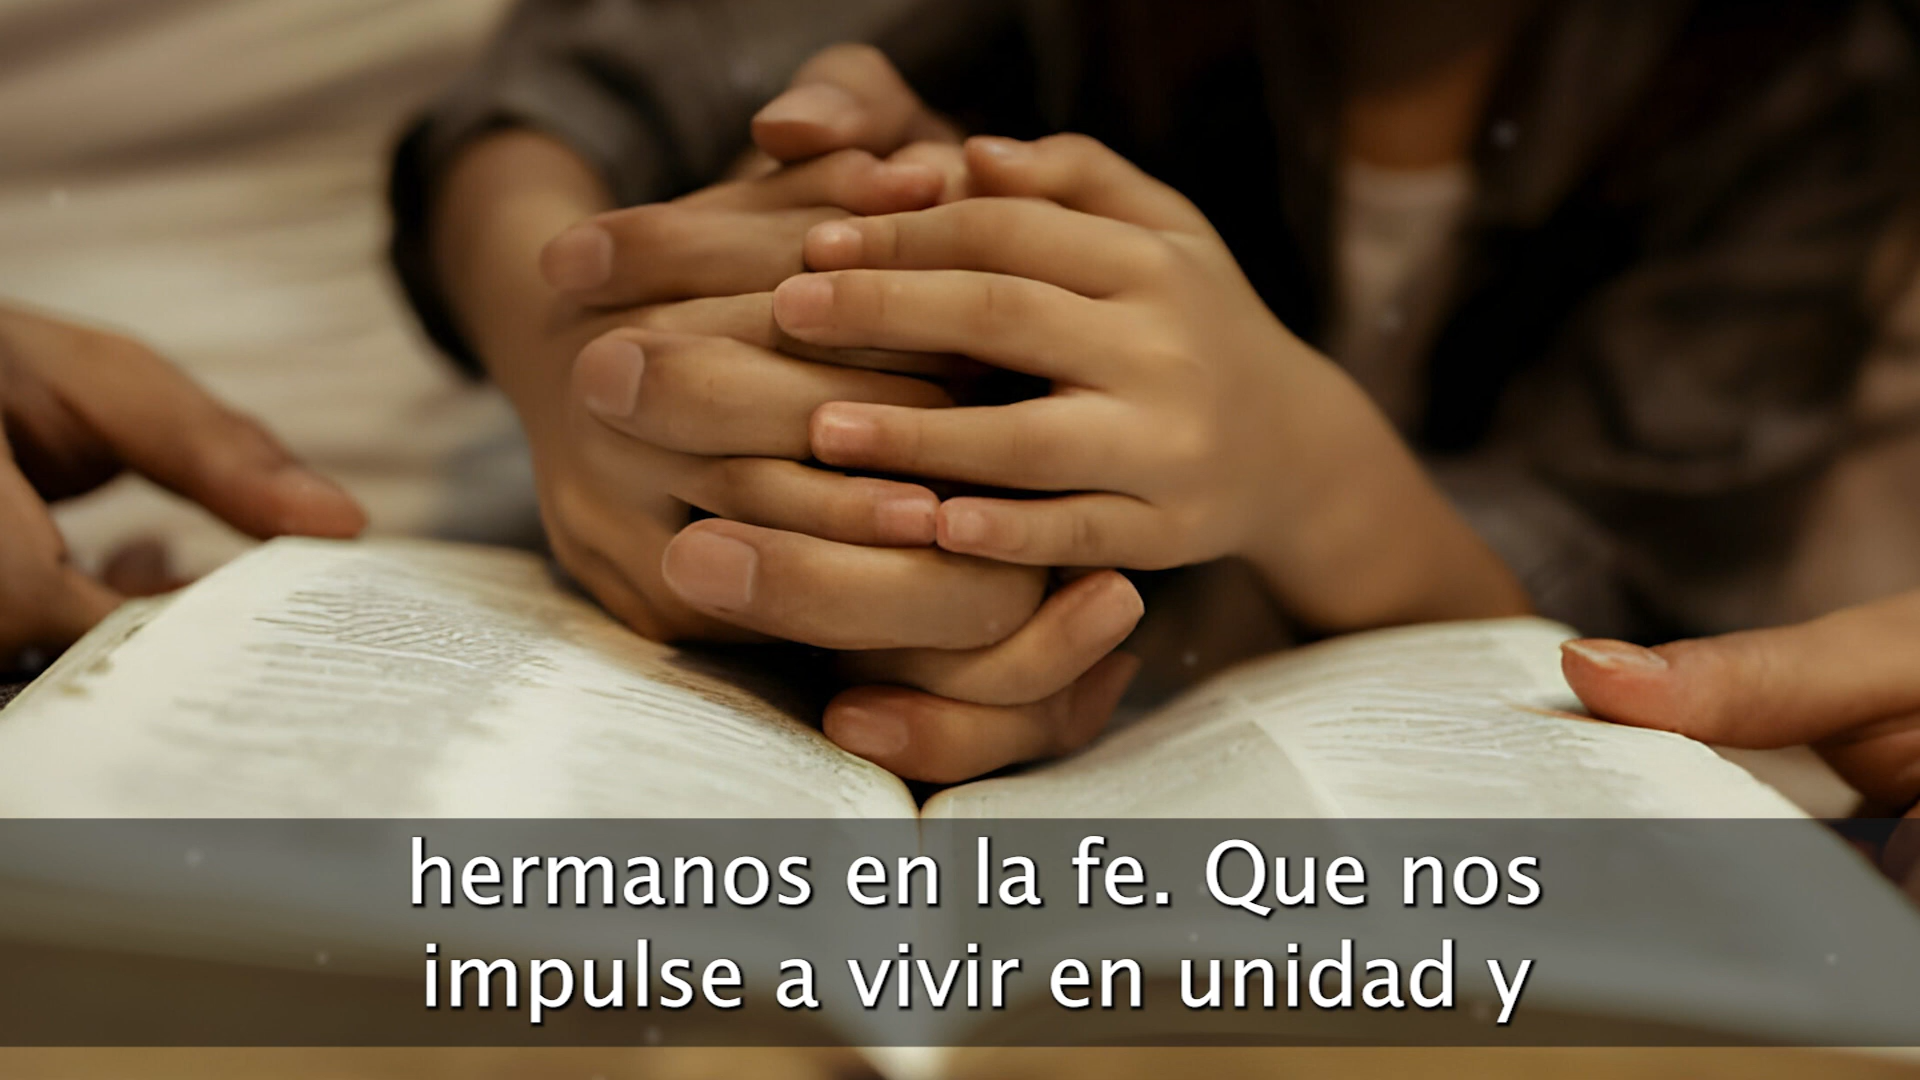 hermanos en la fe. Que nos
impulse a vivir en unidad y